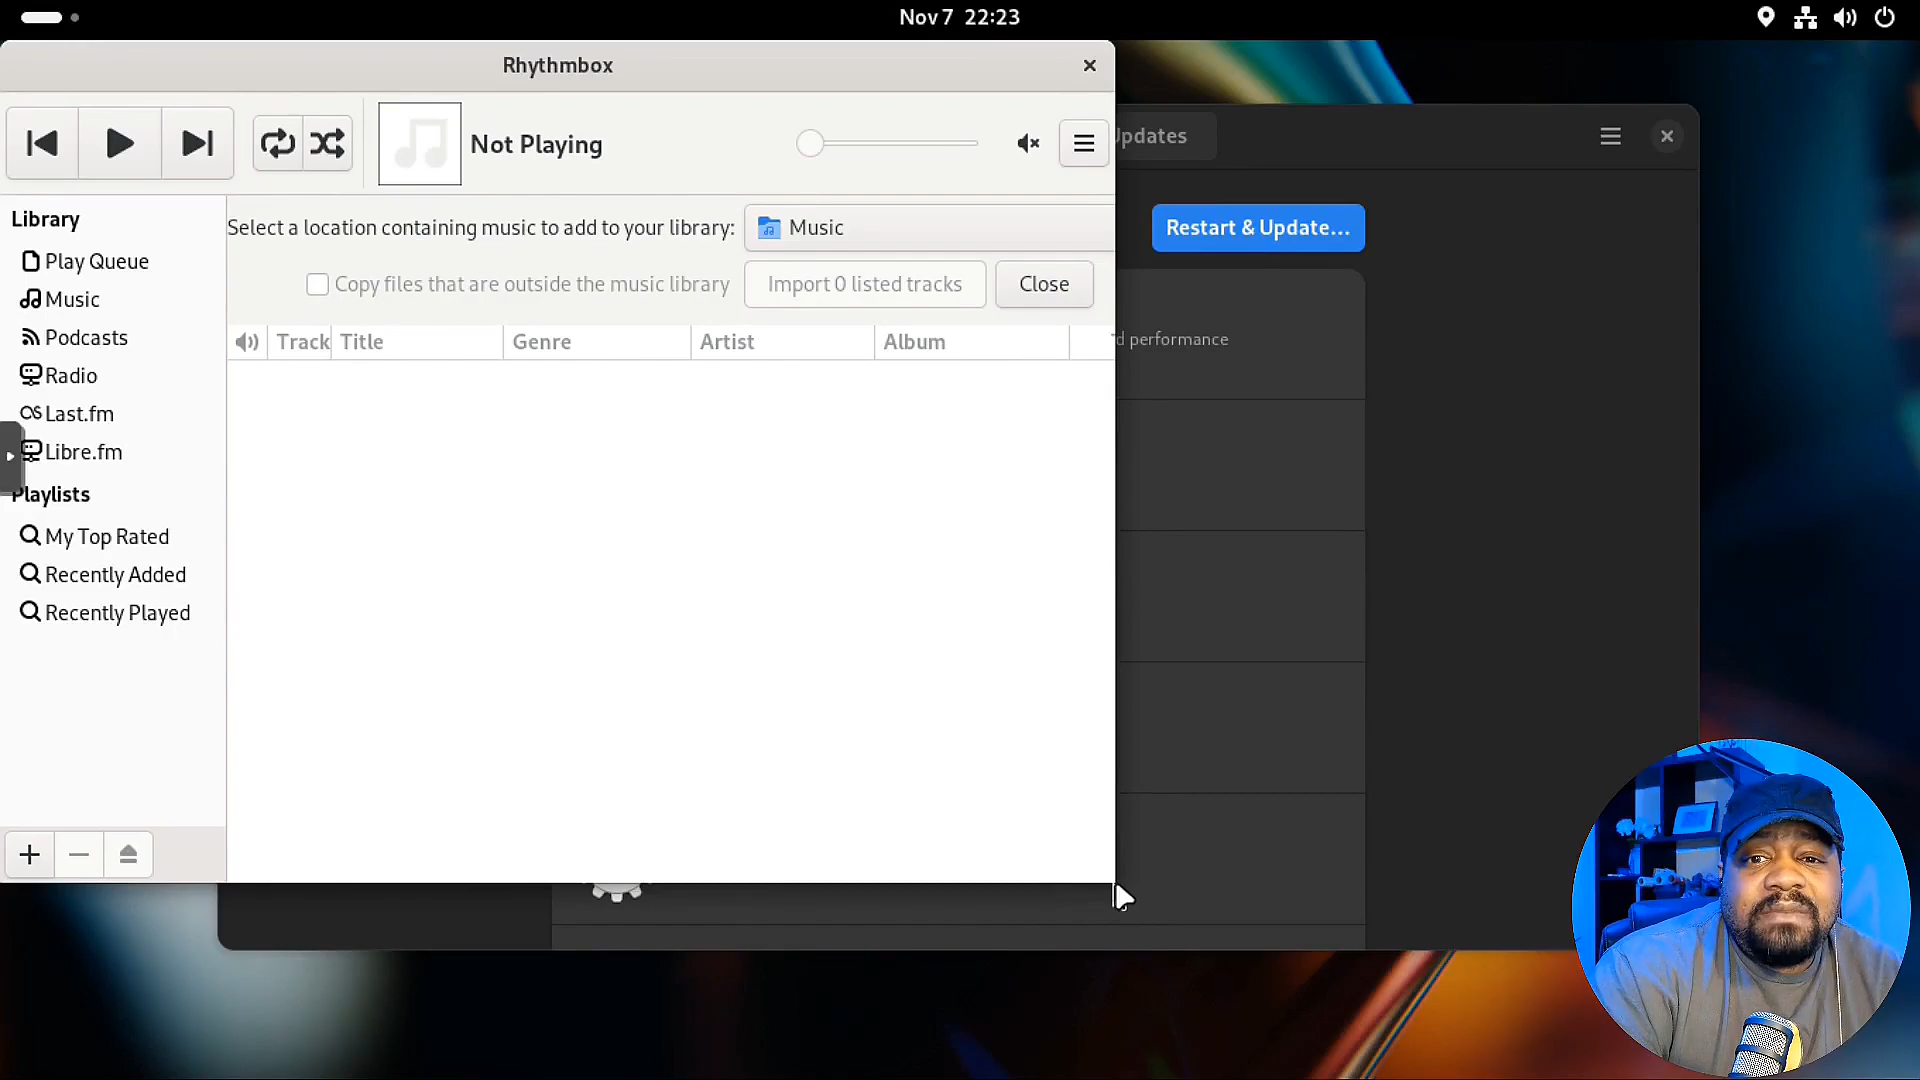 Nov 7 22:23
Rhythmbox
Not Playing
Updates
Restart & Update...
Library
Select a location containing music to add to your library:
Music
Play Queue
Copy files that are outside the music library
Import 0 listed tracks
Close
Music
Podcasts
Track
Title
Genre
Artist
Album
performance
Radio
Last.fm
Libre.fm
Playlists
My Top Rated
Recently Added
Recently Played